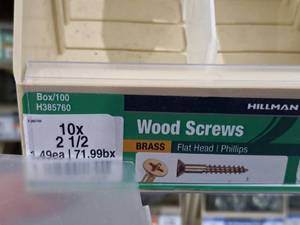 Box/100
H385760
HILLMAN
10x
2 1/2
1.49ea | 71.99bx
Wood Screws
BRASS Flat Head / Phillips